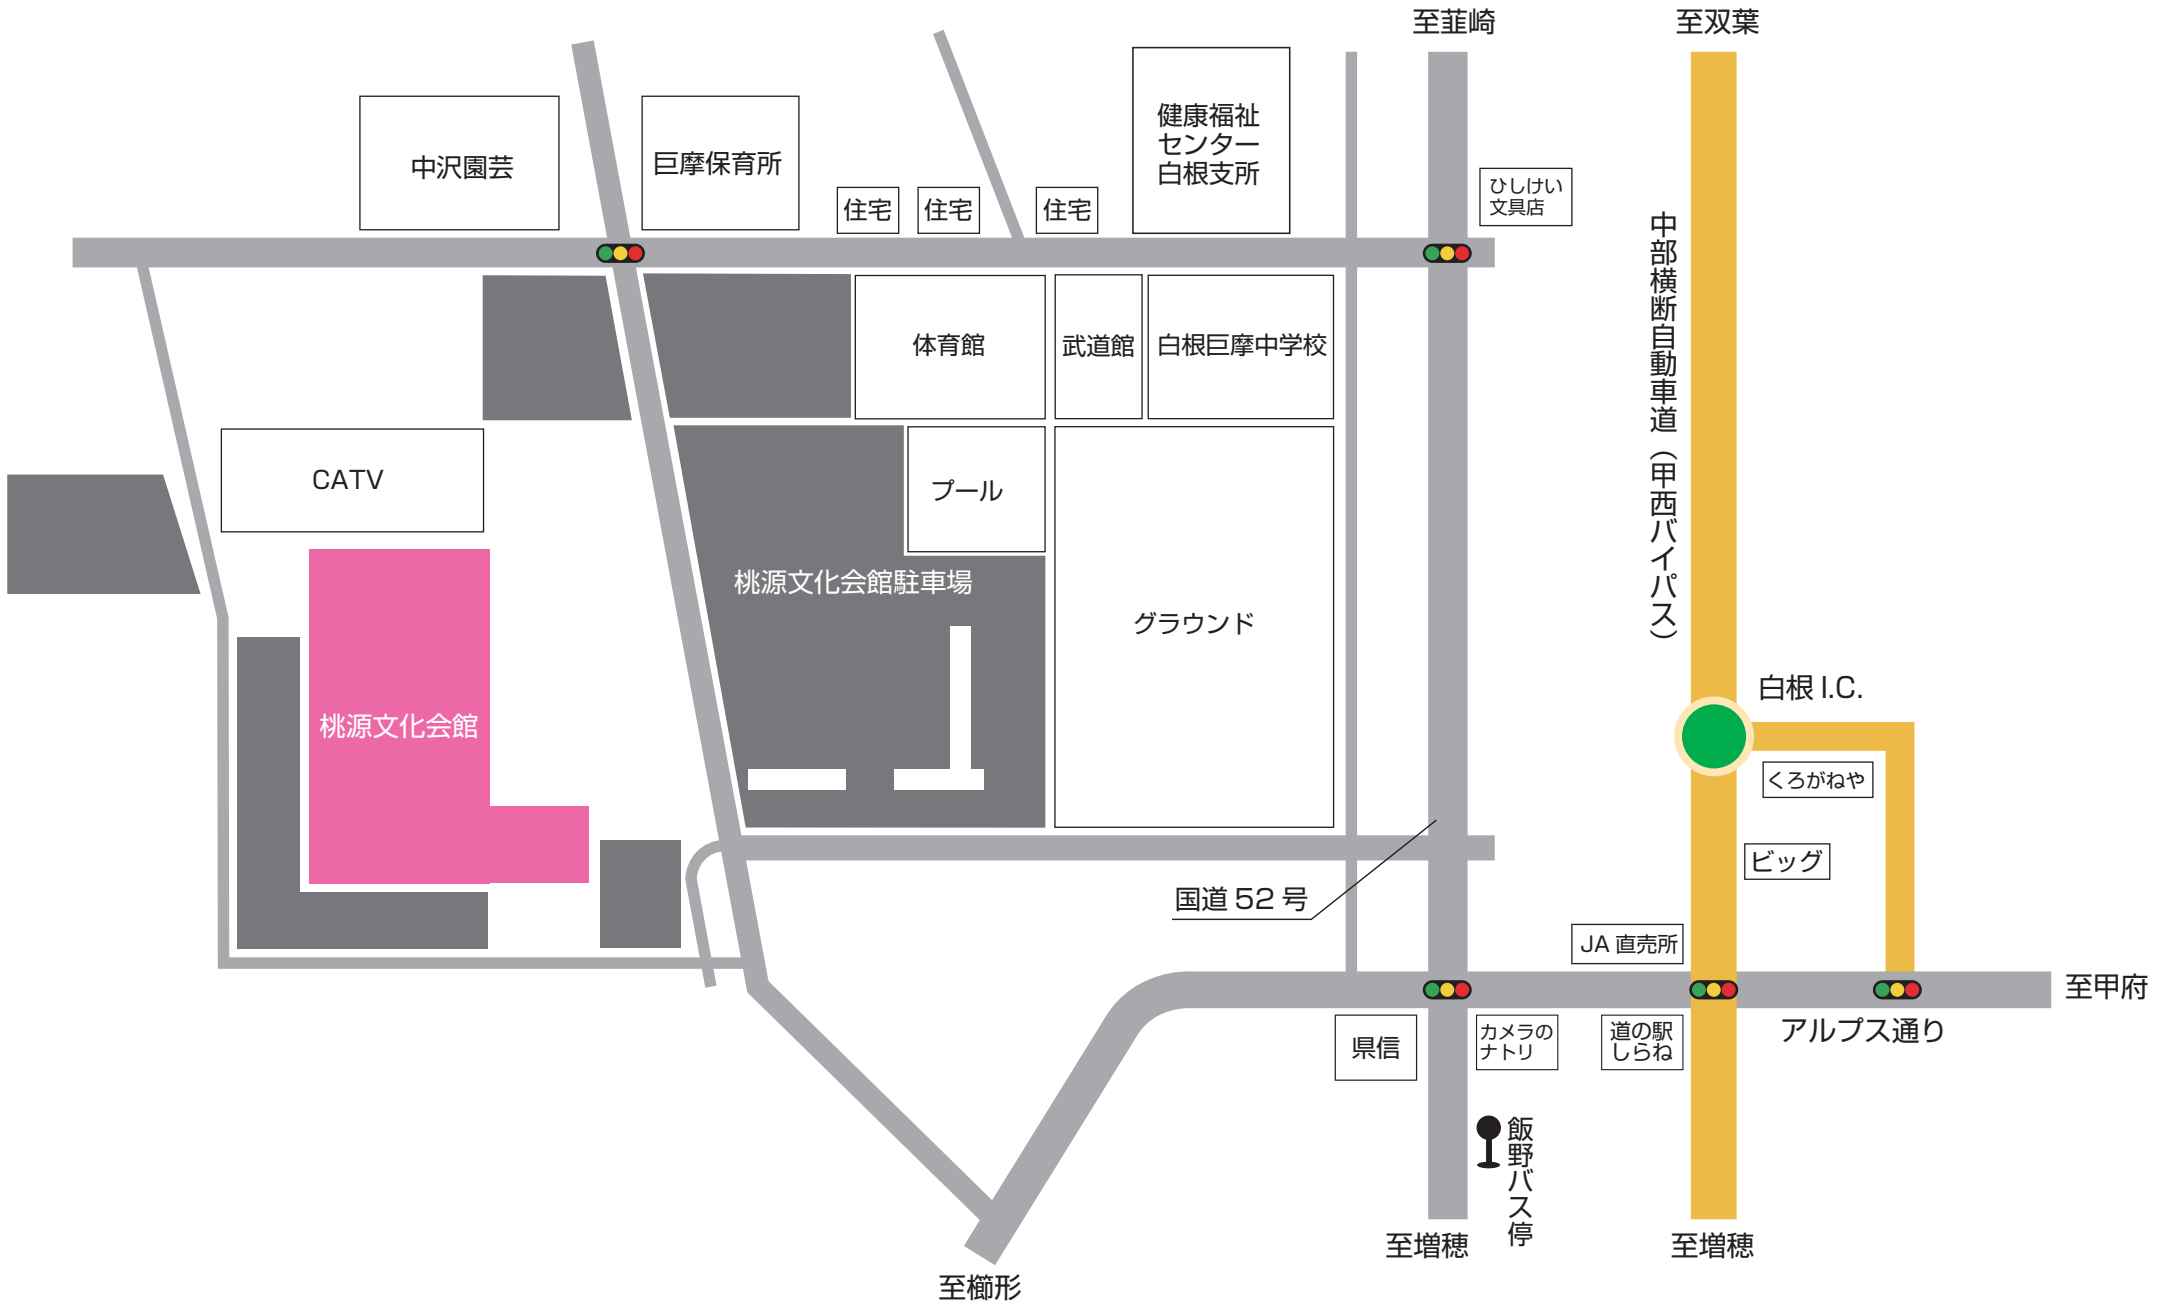 至韮崎
至双葉
中沢園芸
巨摩保育所
健康福祉
センター
白根支所
住宅
住宅
住宅
ひしけい
文具店
中部横断自動車道（甲西バイパス）
体育館
武道館
白根巨摩中学校
CATV
プール
桃源文化会館駐車場
グラウンド
白根 I.C.
桃源文化会館
くろがねや
ビッグ
国道 52 号
JA 直売所
至甲府
アルプス通り
県信
カメラの
ナトリ
道の駅
しらね
飯野バス停
至増穂
至増穂
至櫛形